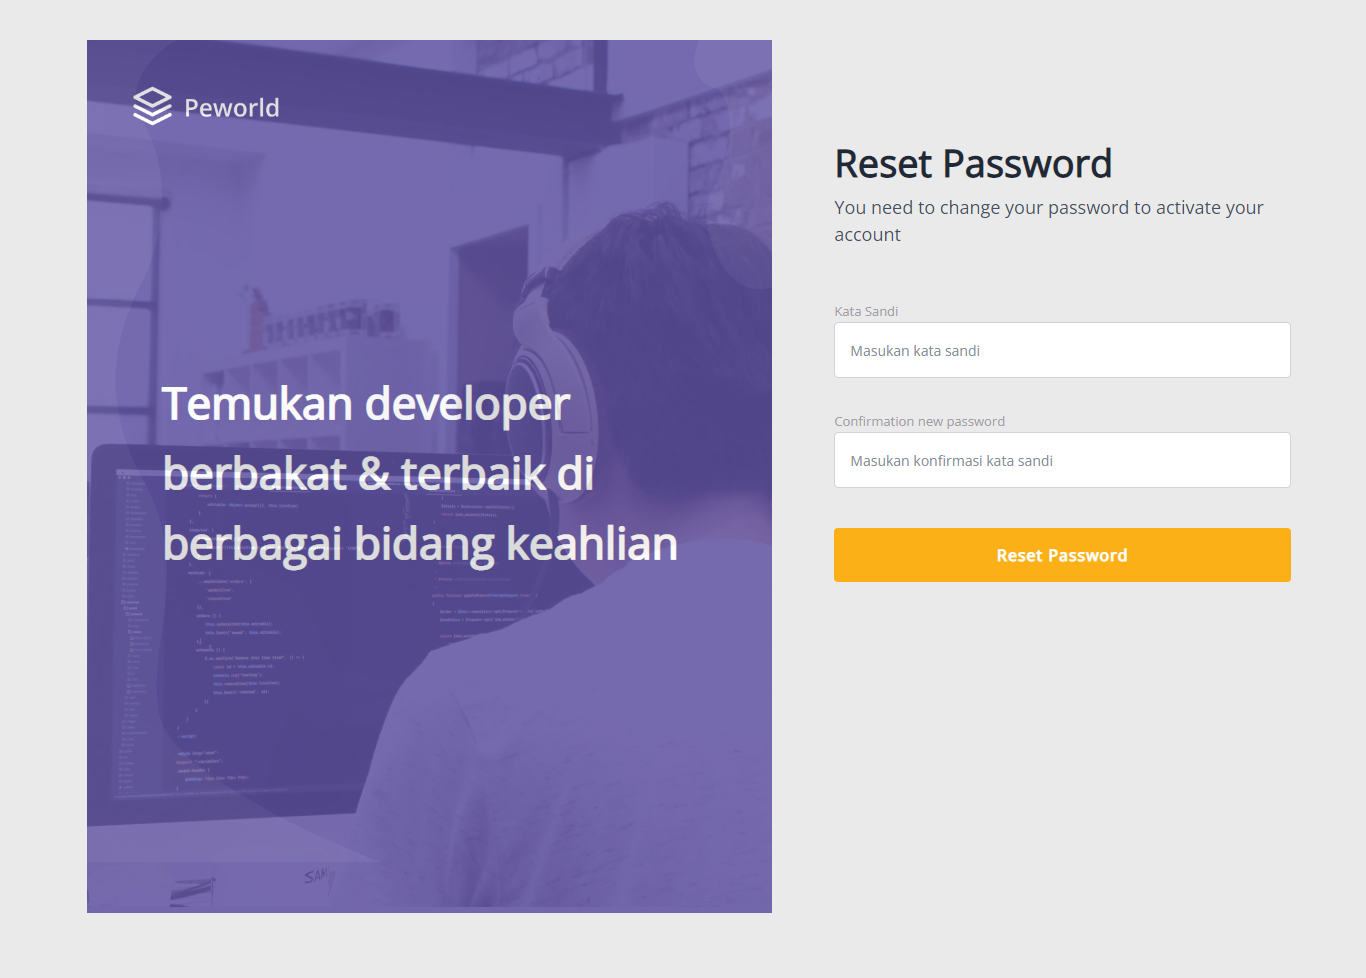 Peworld
Temukan developer
berbakat & terbaik di
berbagai bidang keahlian
Reset Password
You need to change your password to activate your
account
Kata Sandi
Masukan kata sandi
Confirmation new password
Masukan konfirmasi kata sandi
Reset Password